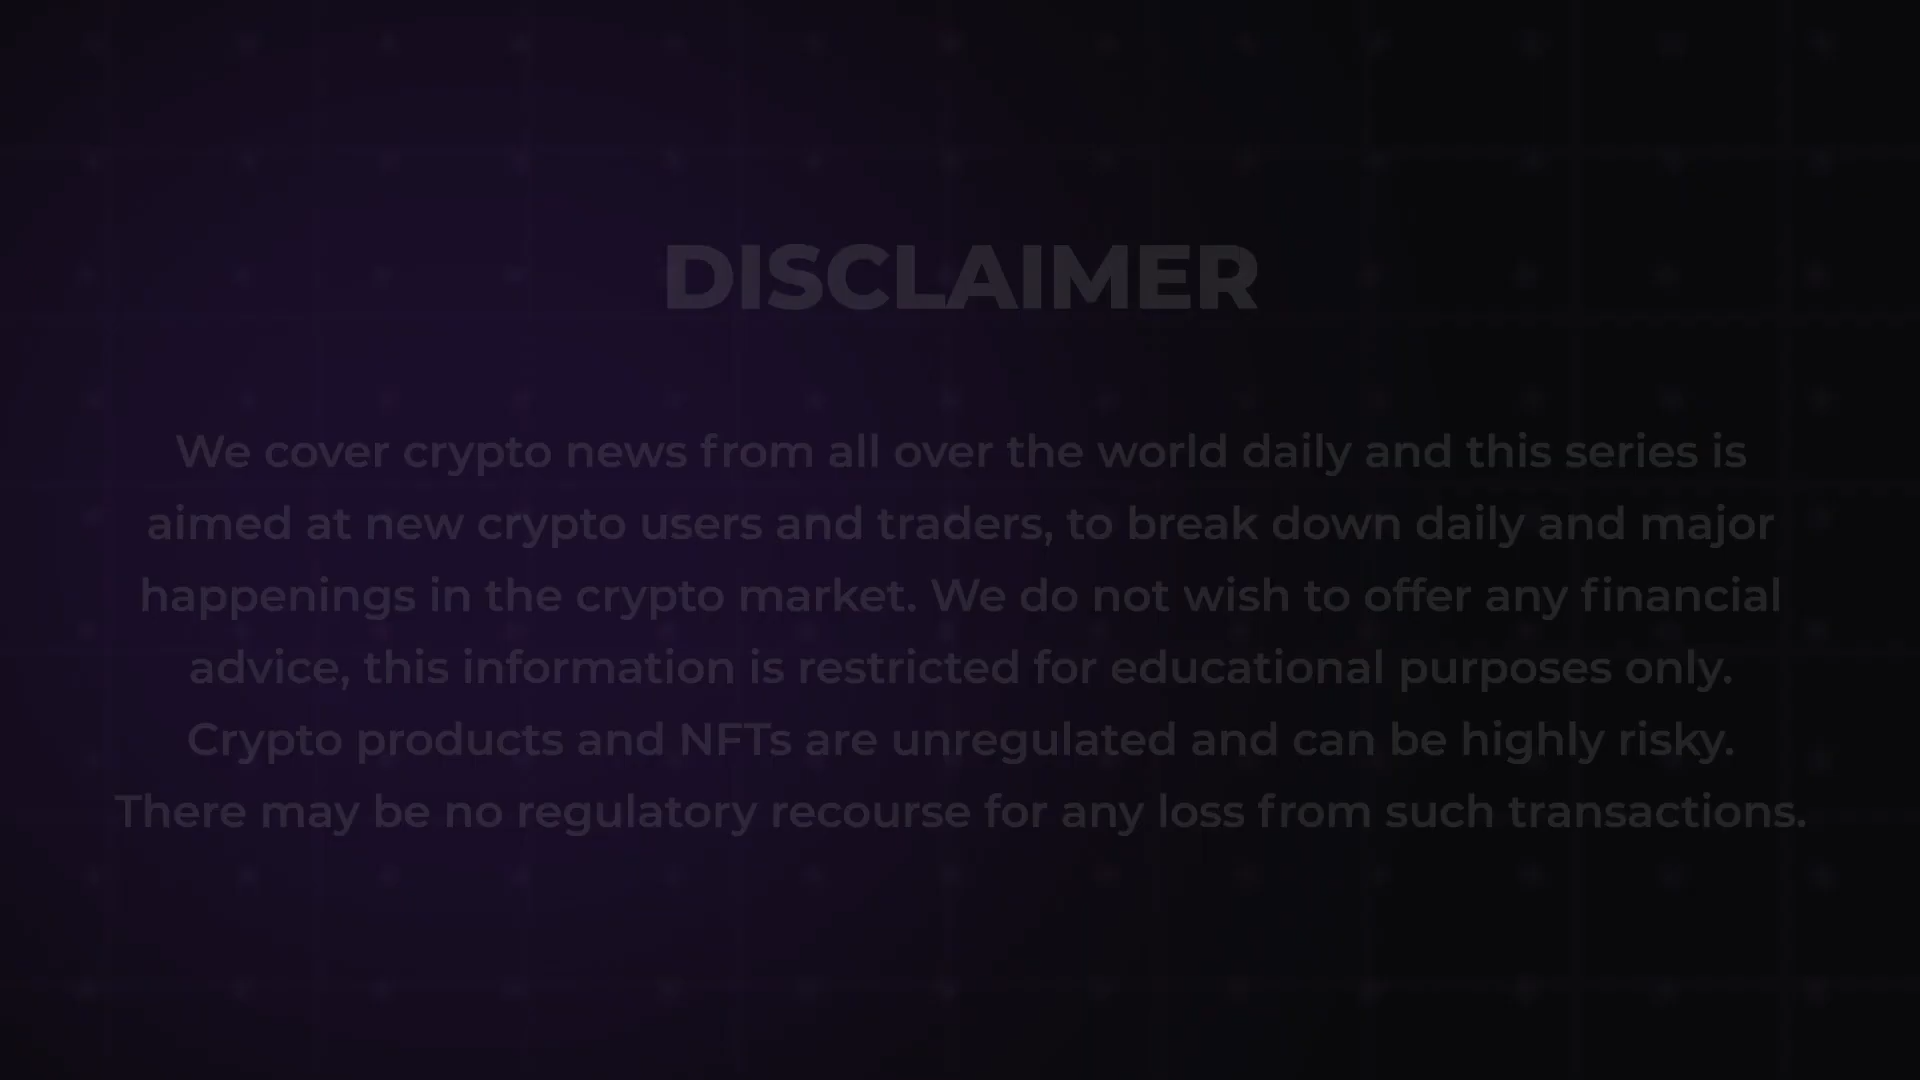 DISCLAIMER
We cover crypto news from all over the world daily and this series is
aimed at new crypto users and traders, to break down daily and major
happenings in the crypto market. We do not wish to offer any financial
advice, this information is restricted for educational purposes only.
Crypto products and NFTs are unregulated and can be highly risky.
There may be no regulatory recourse for any loss from such transactions.